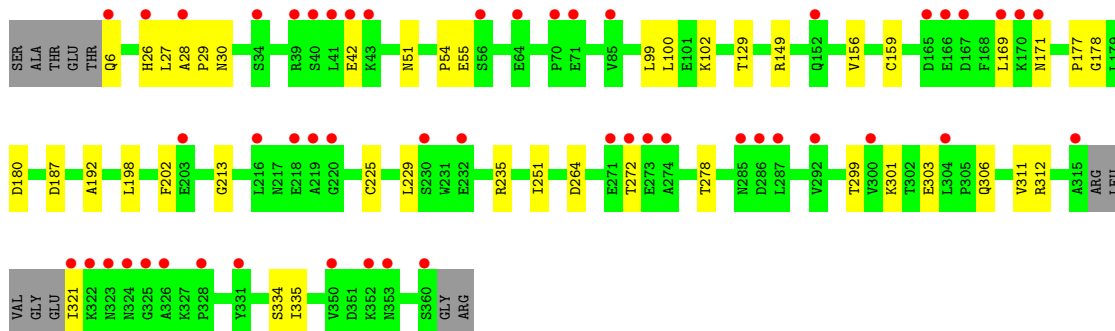 SER ALA THR GLU THR Q6 H26 L27 A28 P29 N30 S34 R39 S40 L41 E42 K43 N51 P54 E55 S56 E64 P70 E71 V85 L99 L100 E101 K102 T129 R149 Q152 V156 C159 D165 E166 D167 F168 L169 K170 N171 P177 G178 L179
D180 D187 A192 L198 F202 E203 G213 L216 N217 E218 A219 G220 C225 L229 S230 W231 E232 R235 I251 D264 E271 T272 E273 A274 T278 N285 D286 L287 V292 T299 V300 K301 T302 E303 L304 P305 Q306 V311 R312 A315 ARG LEU
VAL GLY GLU I321 K322 N323 N324 G325 A326 K327 P328 Y331 S334 I335 V350 D351 K352 N353 S360 GLY ARG